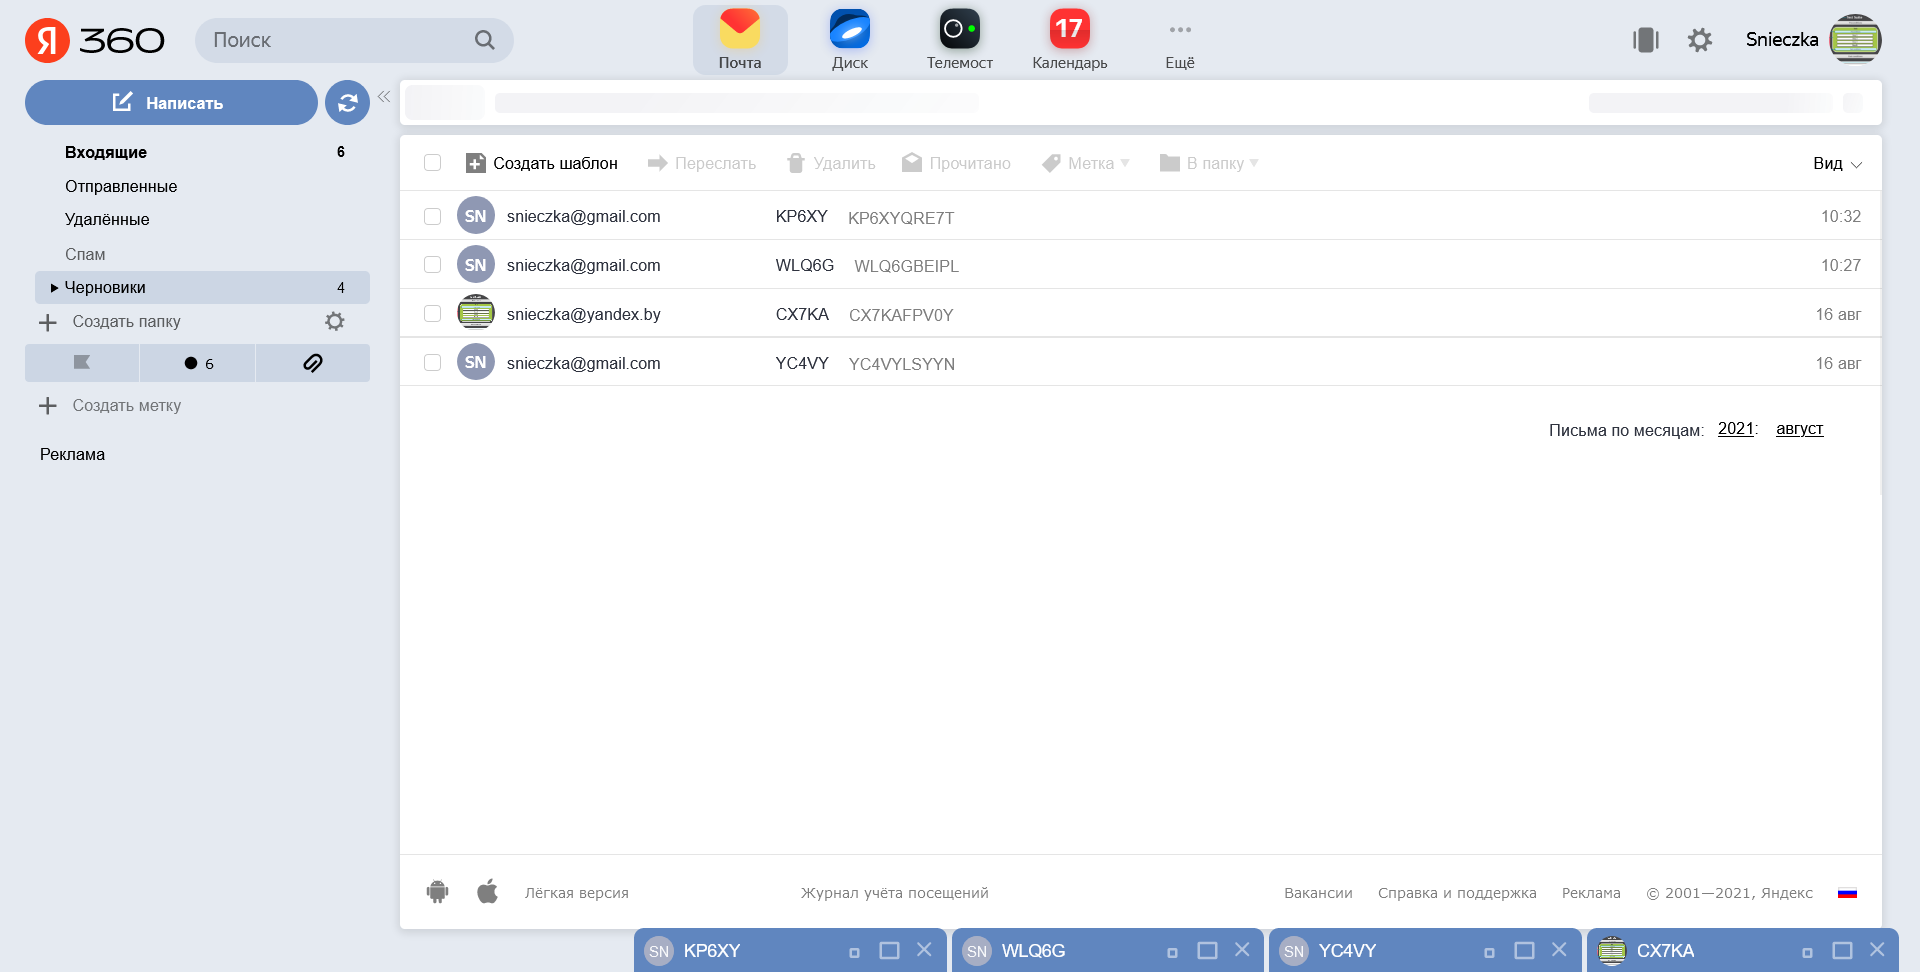 Я 360
Поиск
Почта
Диск
Телемост
17
Календарь
Ещё
Snieczka
Написать
Входящие 6
Отправленные
Удалённые
Спам
Черновики 4
Создать папку
6
Создать метку
Реклама
Создать шаблон Переслать Удалить Прочитано Метка В папку Вид
SN snieczka@gmail.com KP6XY KP6XYQRE7T 10:32
SN snieczka@gmail.com WLQ6G WLQ6GBEIPL 10:27
snieczka@yandex.by CX7KA CX7KAFPV0Y 16 авг
SN snieczka@gmail.com YC4VY YC4VYLSYYN 16 авг
Письма по месяцам: 2021: август
Лёгкая версия Журнал учёта посещений Вакансии Справка и поддержка Реклама © 2001—2021, Яндекс
SN KP6XY SN WLQ6G SN YC4VY CX7KA